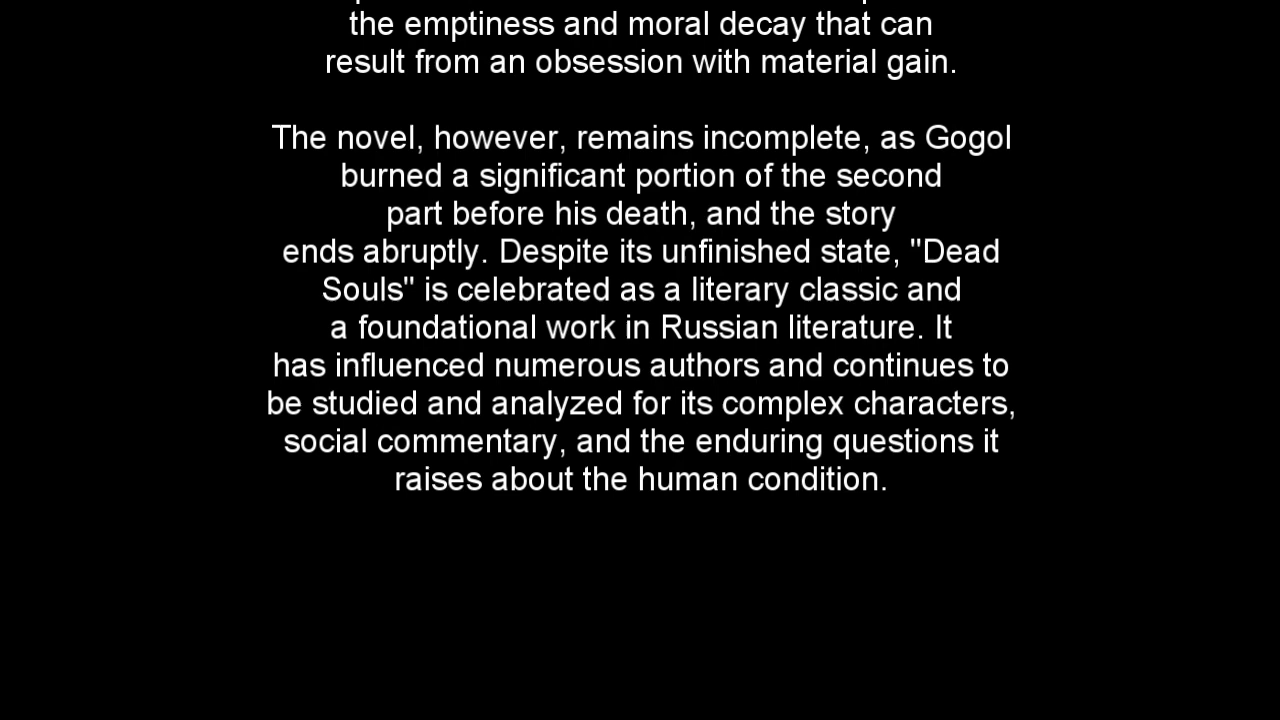 the emptiness and moral decay that can
result from an obsession with material gain.
The novel, however, remains incomplete, as Gogol
burned a significant portion of the second
part before his death, and the story
ends abruptly. Despite its unfinished state, "Dead
Souls" is celebrated as a literary classic and
a foundational work in Russian literature. It
has influenced numerous authors and continues to
be studied and analyzed for its complex characters,
social commentary, and the enduring questions it
raises about the human condition.